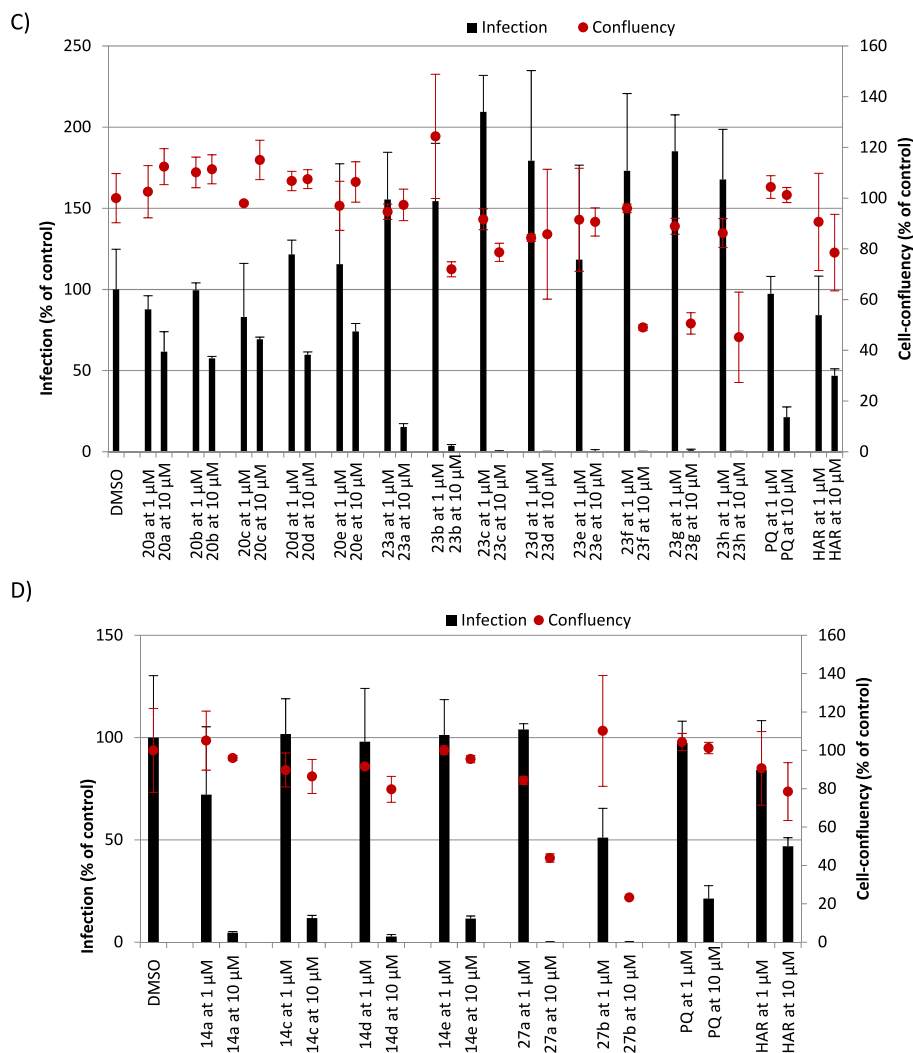 C)
Infection Confluency
250 160
140
200 120
150 100
80
100 60
40
50 20
0 0
Infection (% of control)
Cell-confluency (% of control)
DMSO
20a at 1 µM
20a at 10 µM
20b at 1 µM
20b at 10 µM
20c at 1 µM
20c at 10 µM
20d at 1 µM
20d at 10 µM
20e at 1 µM
20e at 10 µM
23a at 1 µM
23a at 10 µM
23b at 1 µM
23b at 10 µM
23c at 1 µM
23c at 10 µM
23d at 1 µM
23d at 10 µM
23e at 1 µM
23e at 10 µM
23f at 1 µM
23f at 10 µM
23g at 1 µM
23g at 10 µM
23h at 1 µM
23h at 10 µM
PQ at 1 µM
PQ at 10 µM
HAR at 1 µM
HAR at 10 µM
D)
Infection Confluency
150 160
140
120
100 100
80
50 60
40
20
0 0
Infection (% of control)
Cell-confluency (% of control)
DMSO
14a at 1 µM
14a at 10 µM
14c at 1 µM
14c at 10 µM
14d at 1 µM
14d at 10 µM
14e at 1 µM
14e at 10 µM
27a at 1 µM
27a at 10 µM
27b at 1 µM
27b at 10 µM
PQ at 1 µM
PQ at 10 µM
HAR at 1 µM
HAR at 10 µM